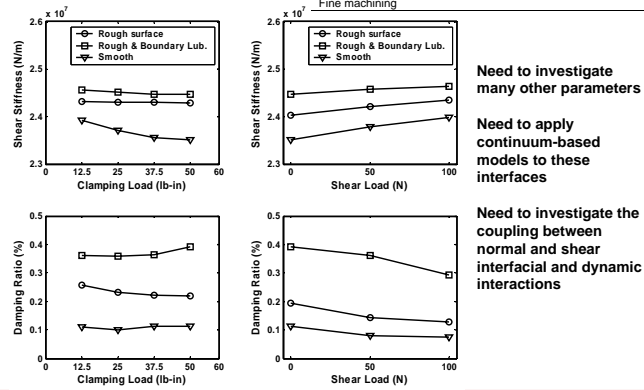 Fine machining
x 10⁷
2.6
2.5
2.4
2.3
0 12.5 25 37.5 50 60
Shear Stiffness (N/m)
Clamping Load (lb-in)
Rough surface
Rough & Boundary Lub.
Smooth
x 10⁷
2.6
2.5
2.4
2.3
0 50 100
Shear Stiffness (N/m)
Shear Load (N)
Rough surface
Rough & Boundary Lub.
Smooth
0.5
0.4
0.3
0.2
0.1
0
0 12.5 25 37.5 50 60
Damping Ratio (%)
Clamping Load (lb-in)
0.5
0.4
0.3
0.2
0.1
0
0 50 100
Damping Ratio (%)
Shear Load (N)
Need to investigate
many other parameters
Need to apply
continuum-based
models to these
interfaces
Need to investigate the
coupling between
normal and shear
interfacial and dynamic
interactions